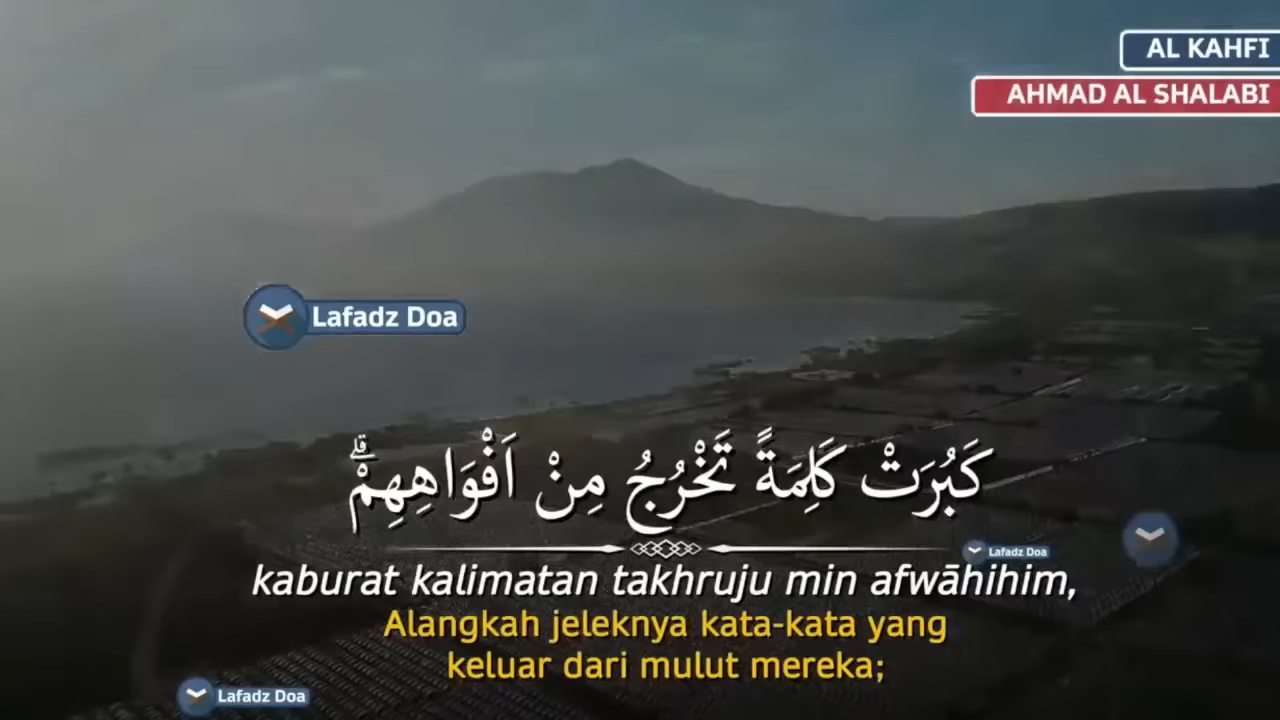 AL KAHFI
AHMAD AL SHALABI
Lafadz Doa
كَبُرَتْ كَلِمَةً تَخْرُجُ مِنْ اَفْوَاهِهِمْۗ
Lafadz Doa
kaburat kalimatan takhruju min afwāhihim,
Alangkah jeleknya kata-kata yang
keluar dari mulut mereka;
Lafadz Doa